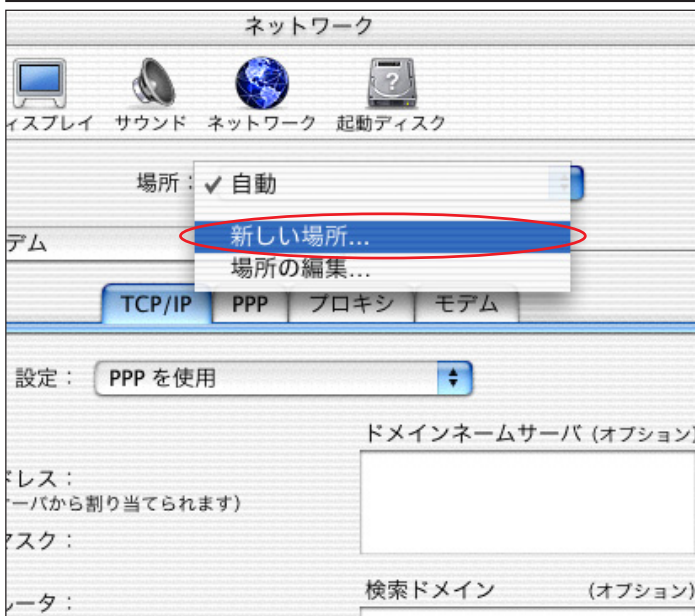 ネットワーク
ィスプレイ サウンド ネットワーク 起動ディスク
場所： ✓ 自動
新しい場所...
デム
場所の編集...
TCP/IP PPP プロキシ モデム
設定： PPP を使用
ドメインネームサーバ (オプション)
ドレス：
ーバから割り当てられます)
マスク：
検索ドメイン (オプション)
ータ：